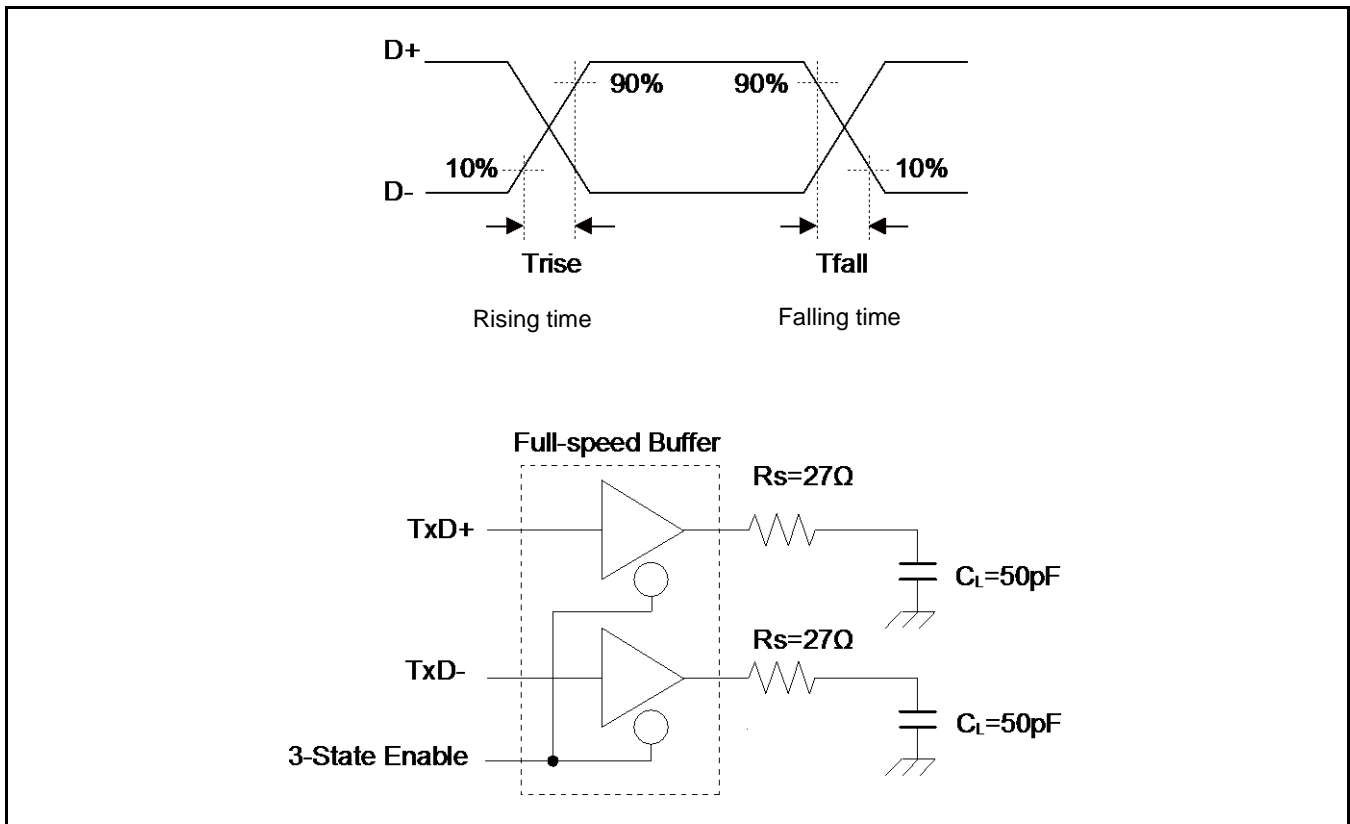 D+
90% 90%
10% 10%
D-
Trise Tfall
Rising time Falling time
Full-speed Buffer
Rs=27Ω
TxD+
CL=50pF
Rs=27Ω
TxD-
CL=50pF
3-State Enable